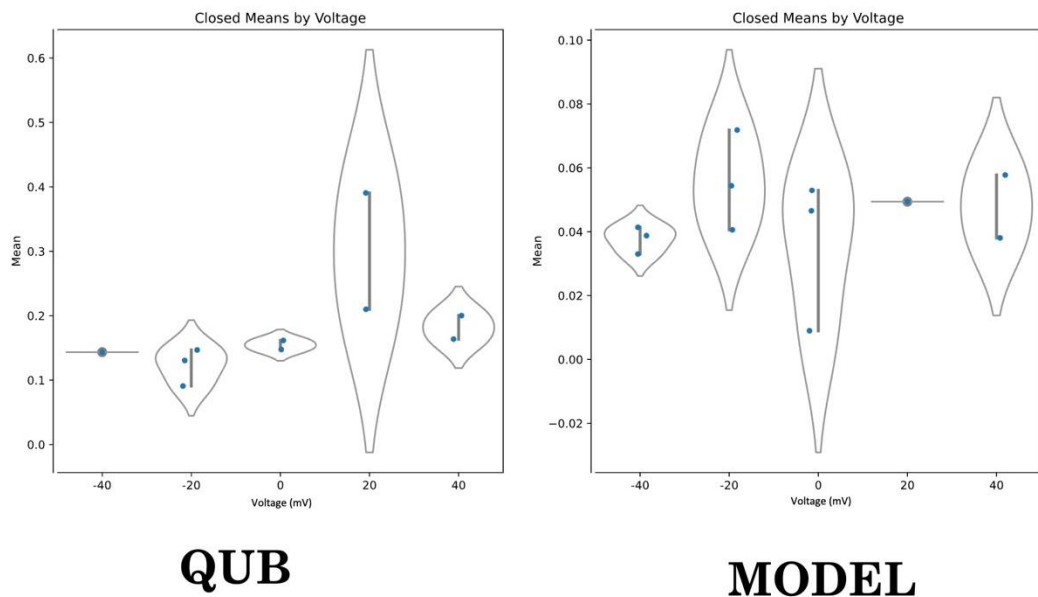 Closed Means by Voltage
Mean
0.6
0.5
0.4
0.3
0.2
0.1
0.0
-40 -20 0 20 40
Voltage (mV)
QUB
Closed Means by Voltage
Mean
0.10
0.08
0.06
0.04
0.02
0.00
−0.02
-40 -20 0 20 40
Voltage (mV)
MODEL